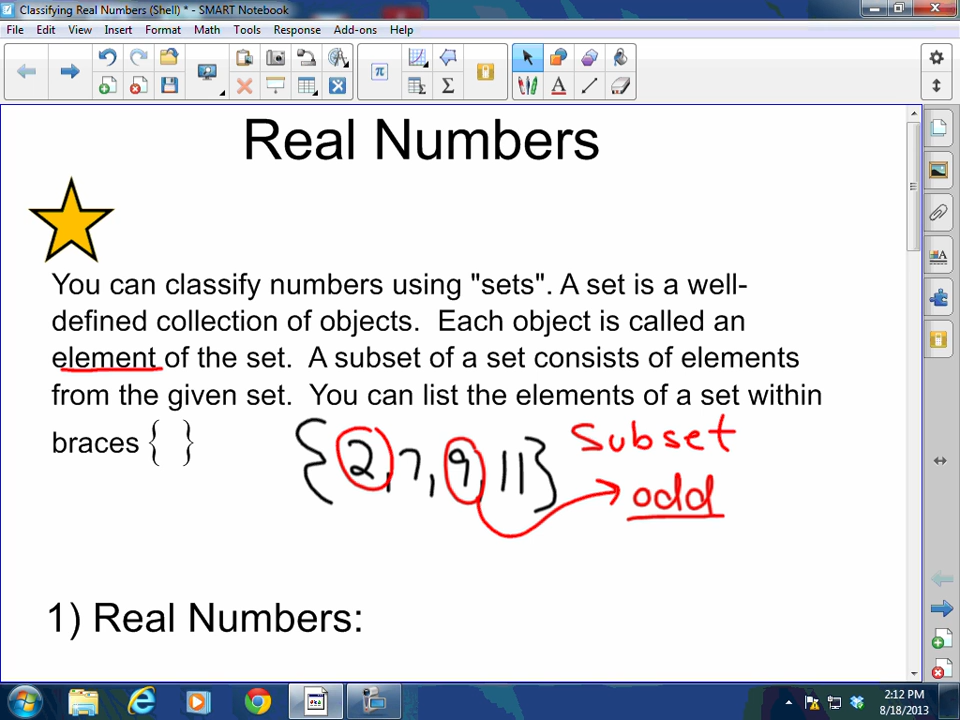 Classifying Real Numbers (Shell) * - SMART Notebook
File Edit View Insert Format Math Tools Response Add-ons Help
Real Numbers
You can classify numbers using "sets". A set is a well-
defined collection of objects. Each object is called an
element of the set. A subset of a set consists of elements
from the given set. You can list the elements of a set within
braces { }
{2, 7, 9, 11}
Subset
odd
1) Real Numbers:
2:12 PM
8/18/2013